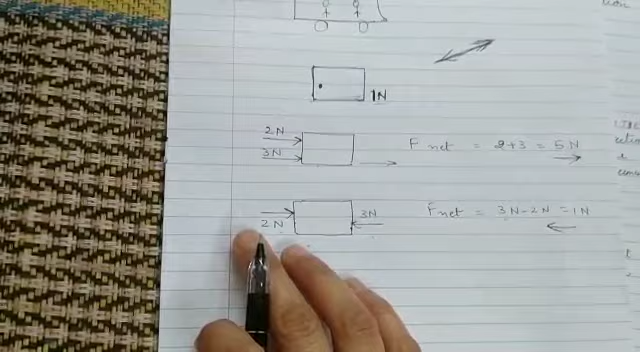 1N
2N
3N
F net = 2+3 = 5N
3N
2N
Fnet = 3N-2N = 1N